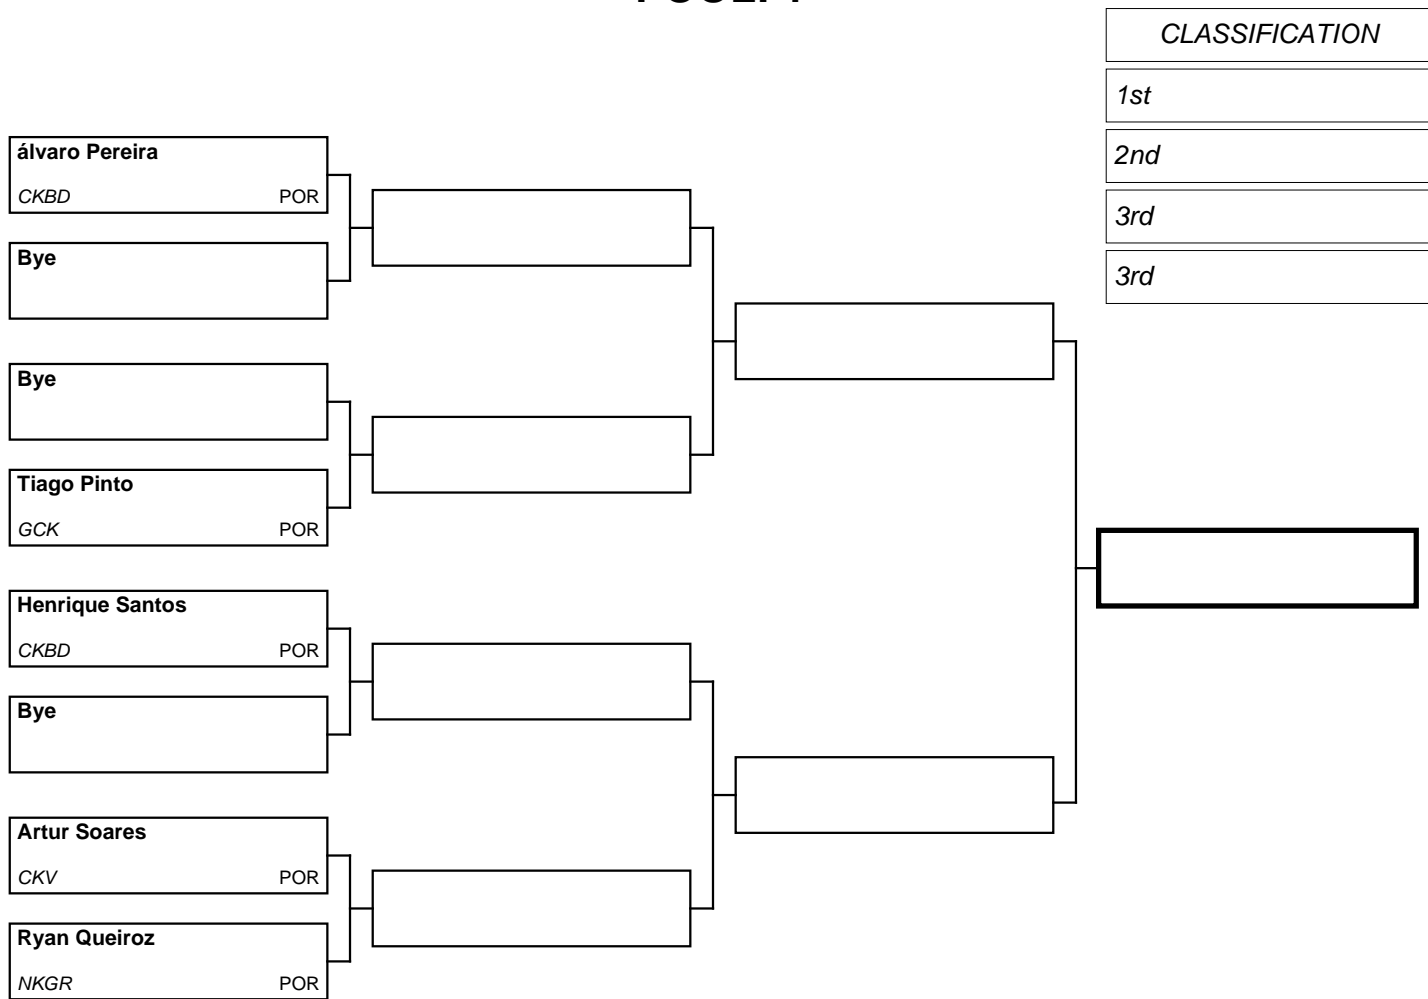 CLASSIFICATION
1st
2nd
3rd
3rd
álvaro Pereira
CKBD POR
Bye
Bye
Tiago Pinto
GCK POR
Henrique Santos
CKBD POR
Bye
Artur Soares
CKV POR
Ryan Queiroz
NKGR POR